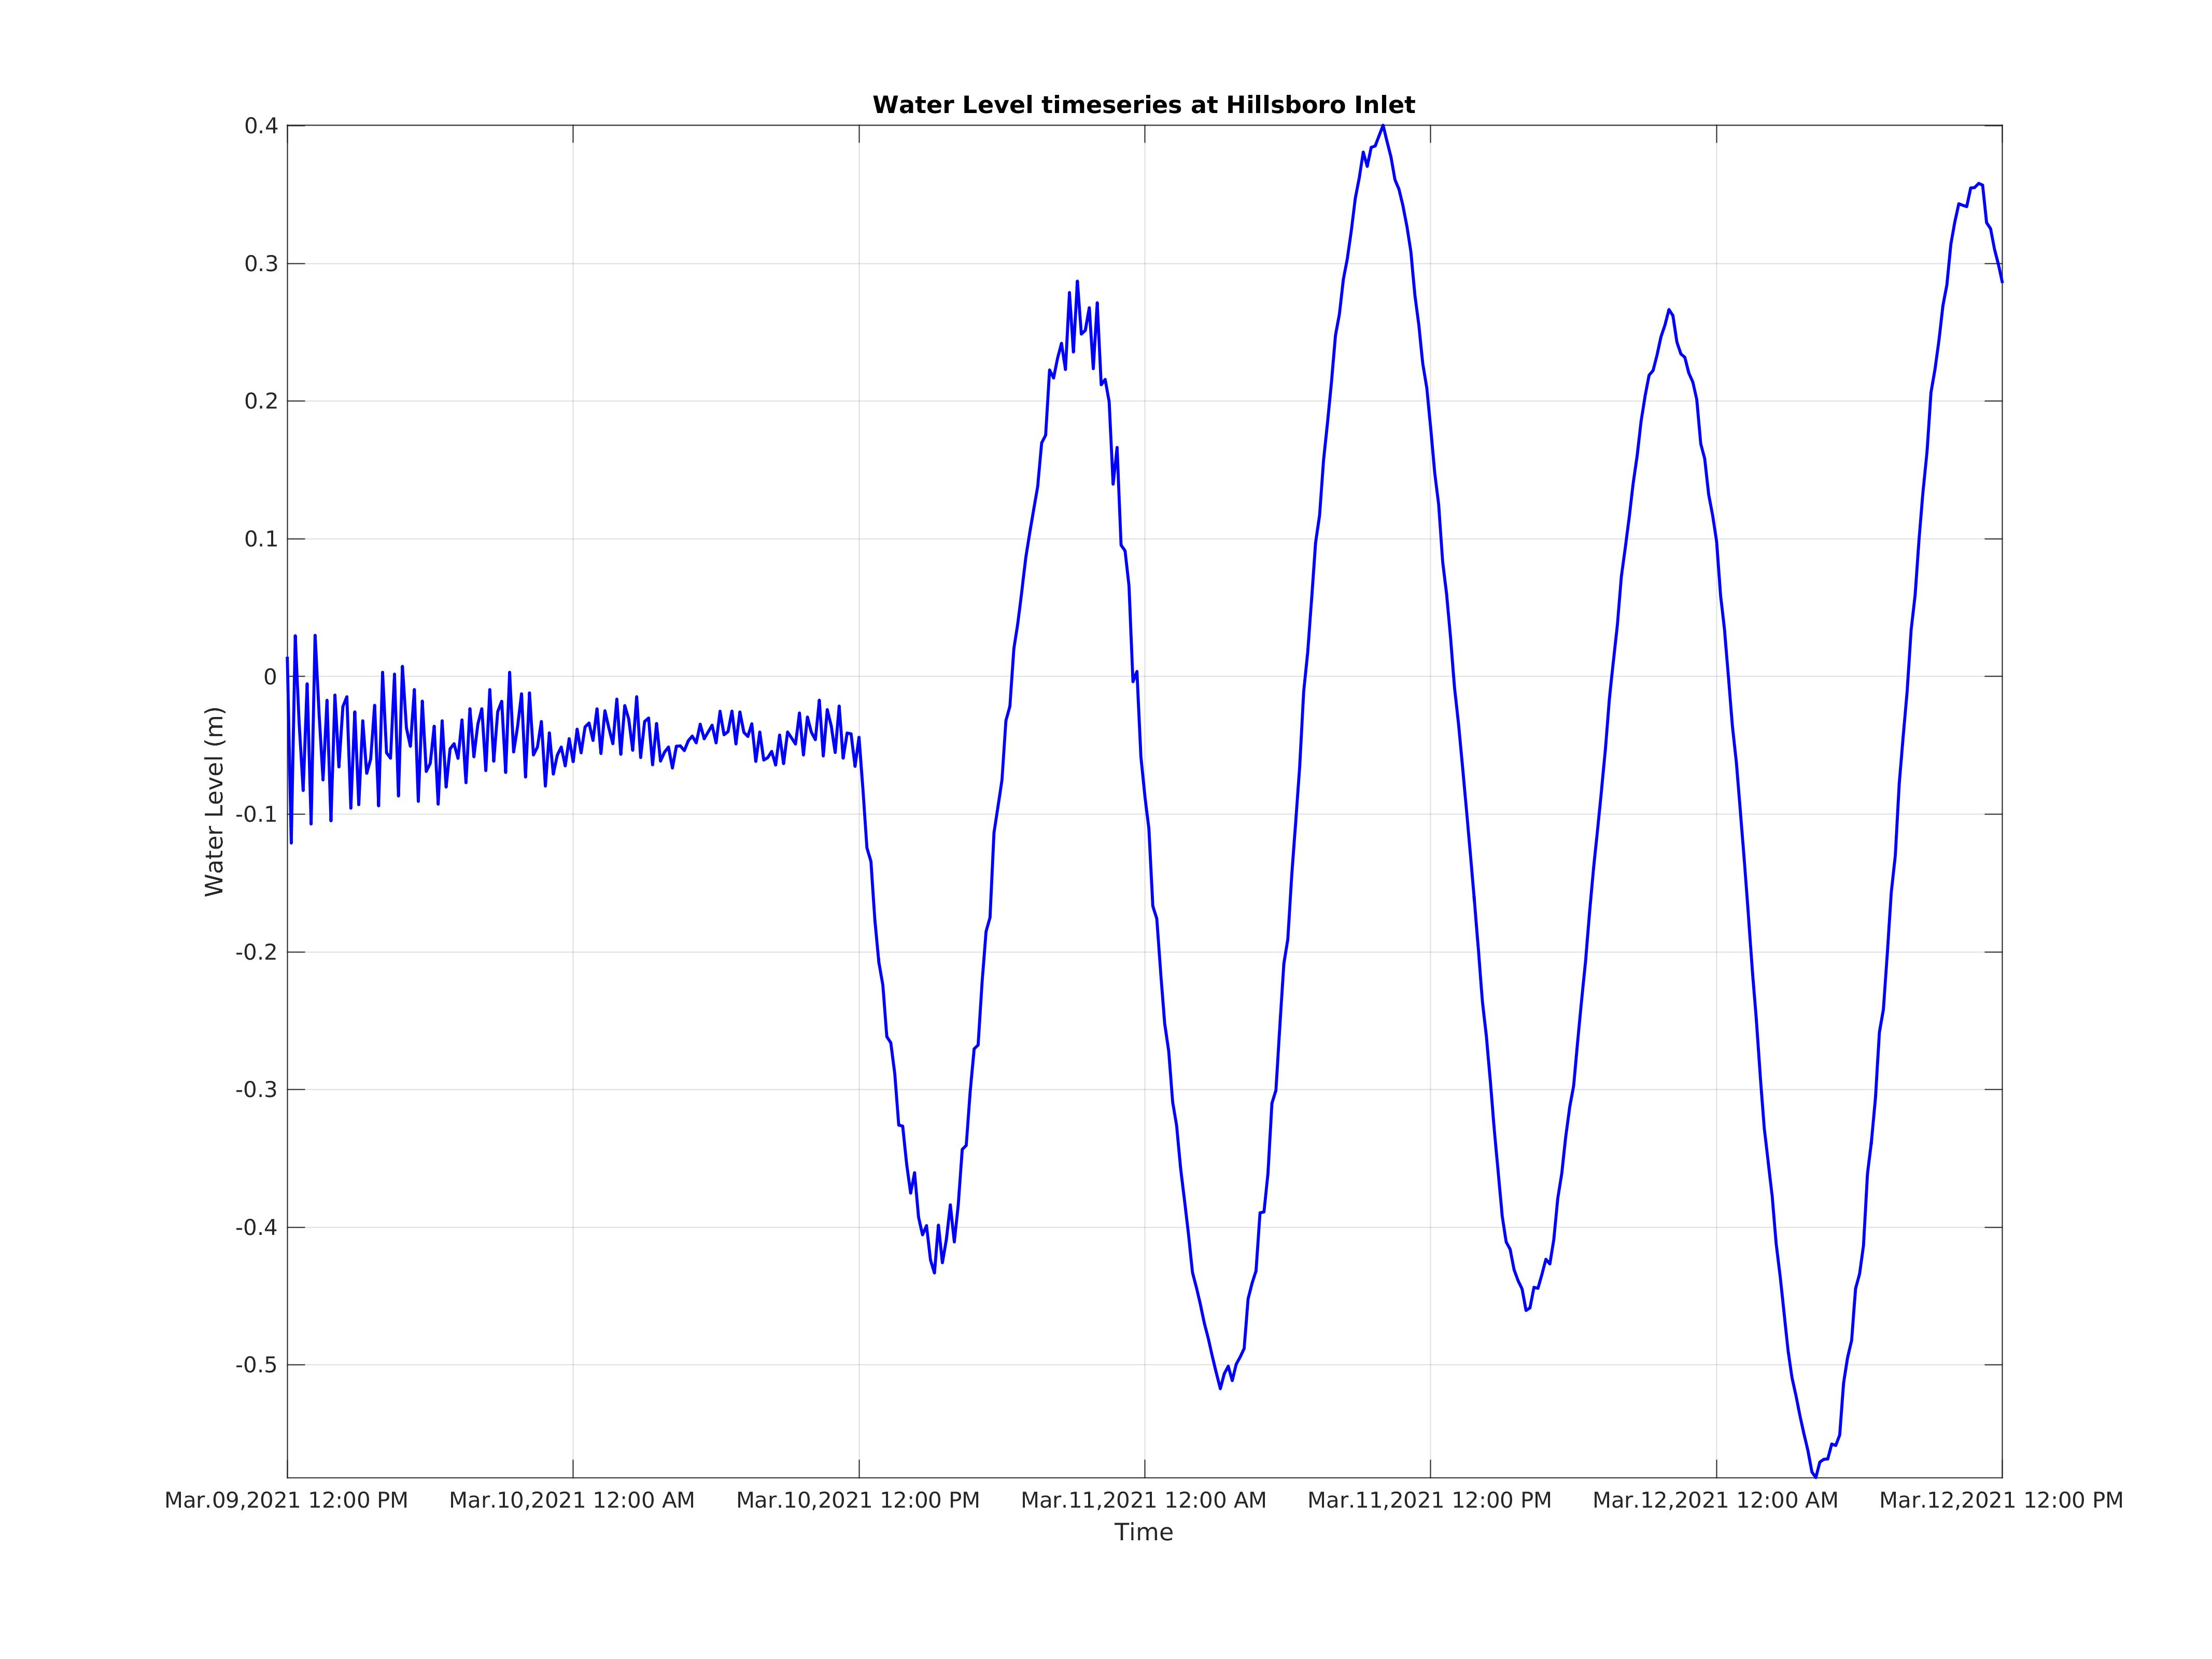 Water Level timeseries at Hillsboro Inlet
0.4
0.3
0.2
0.1
0
-0.1
-0.2
-0.3
-0.4
-0.5
Water Level (m)
Mar.09,2021 12:00 PM Mar.10,2021 12:00 AM Mar.10,2021 12:00 PM Mar.11,2021 12:00 AM Mar.11,2021 12:00 PM Mar.12,2021 12:00 AM Mar.12,2021 12:00 PM
Time